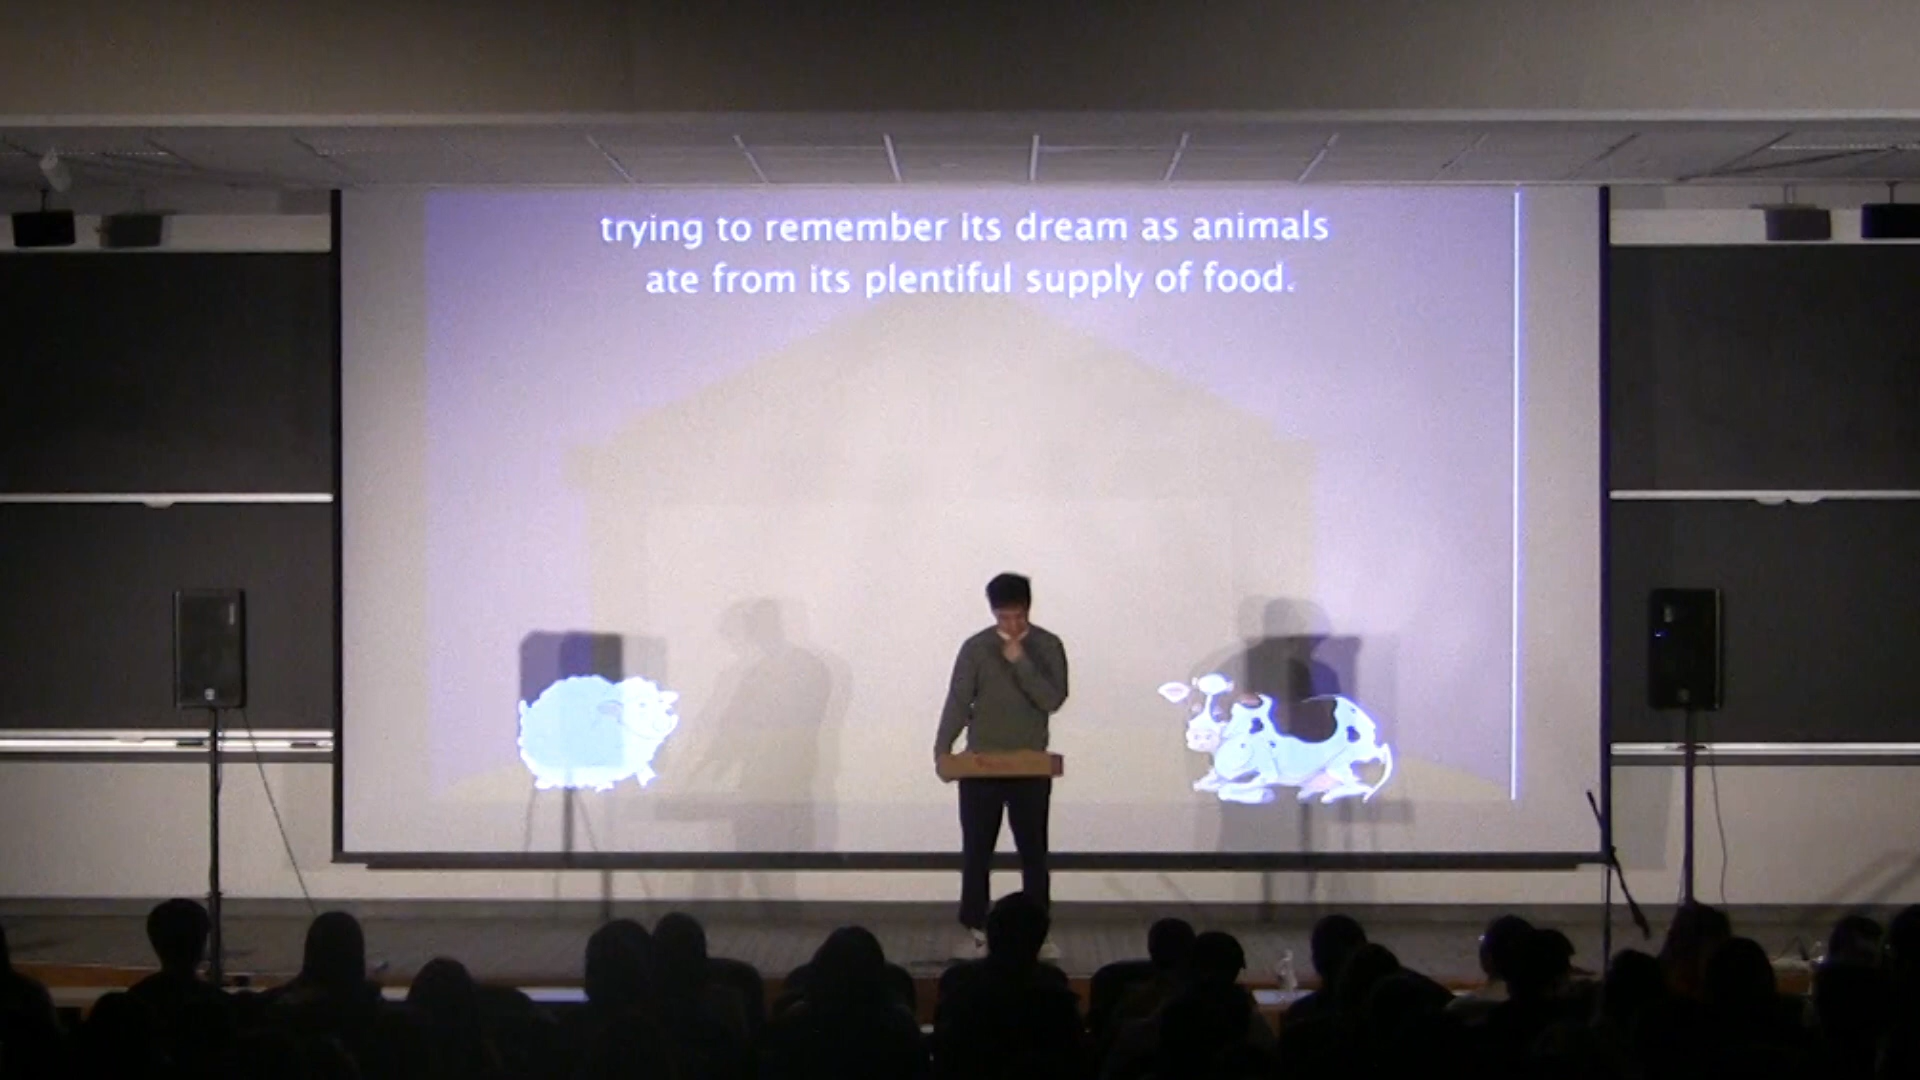 trying to remember its dream as animals
ate from its plentiful supply of food.